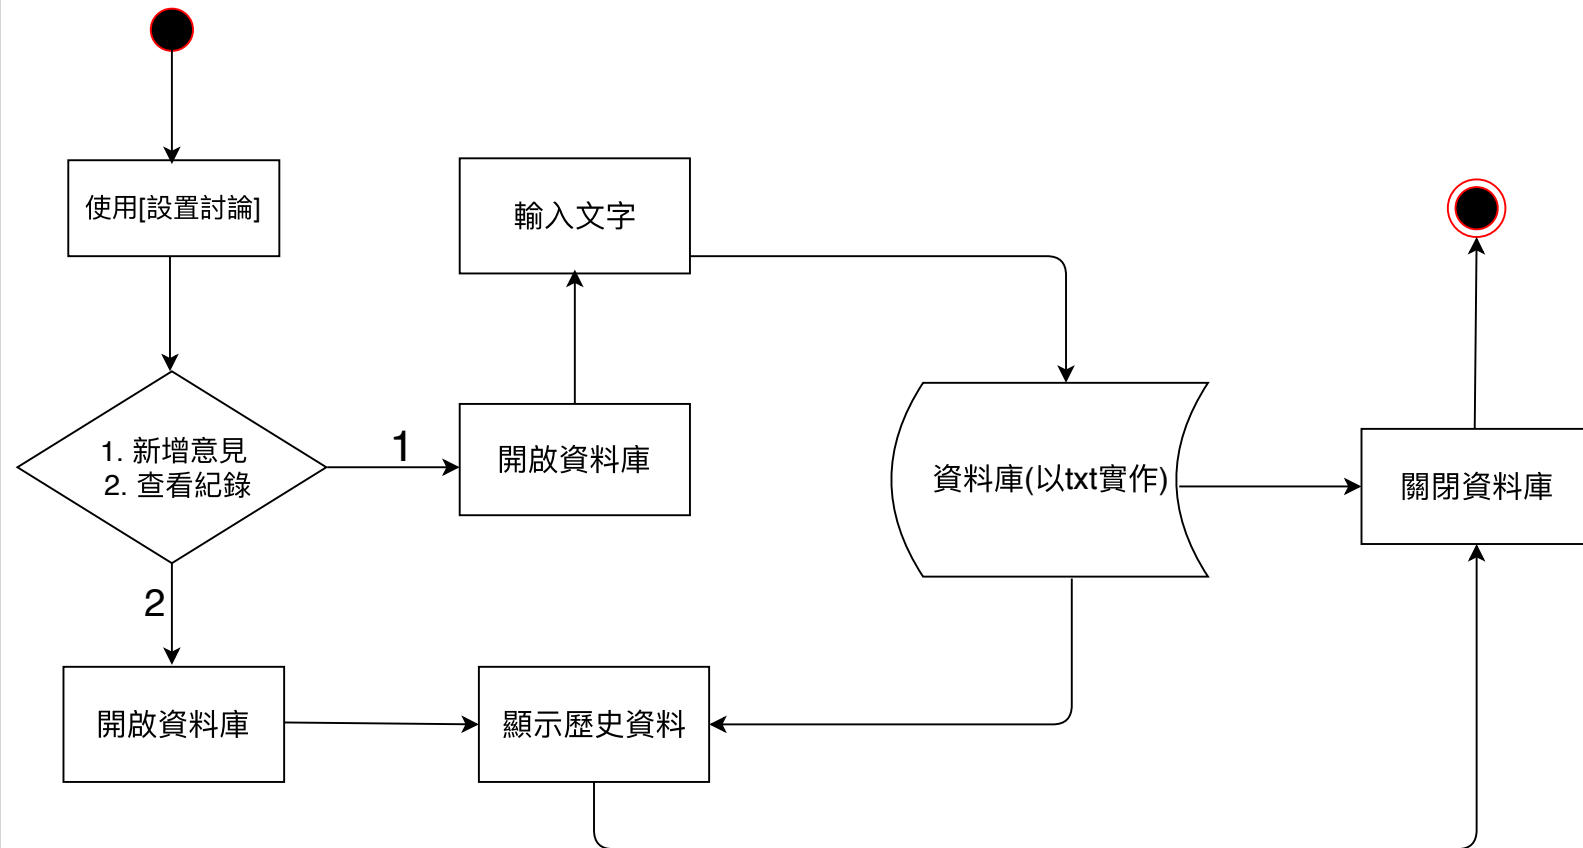 使用[設置討論]
輸入文字
1. 新增意見
2. 查看紀錄
1
開啟資料庫
資料庫(以txt實作)
關閉資料庫
2
開啟資料庫
顯示歷史資料